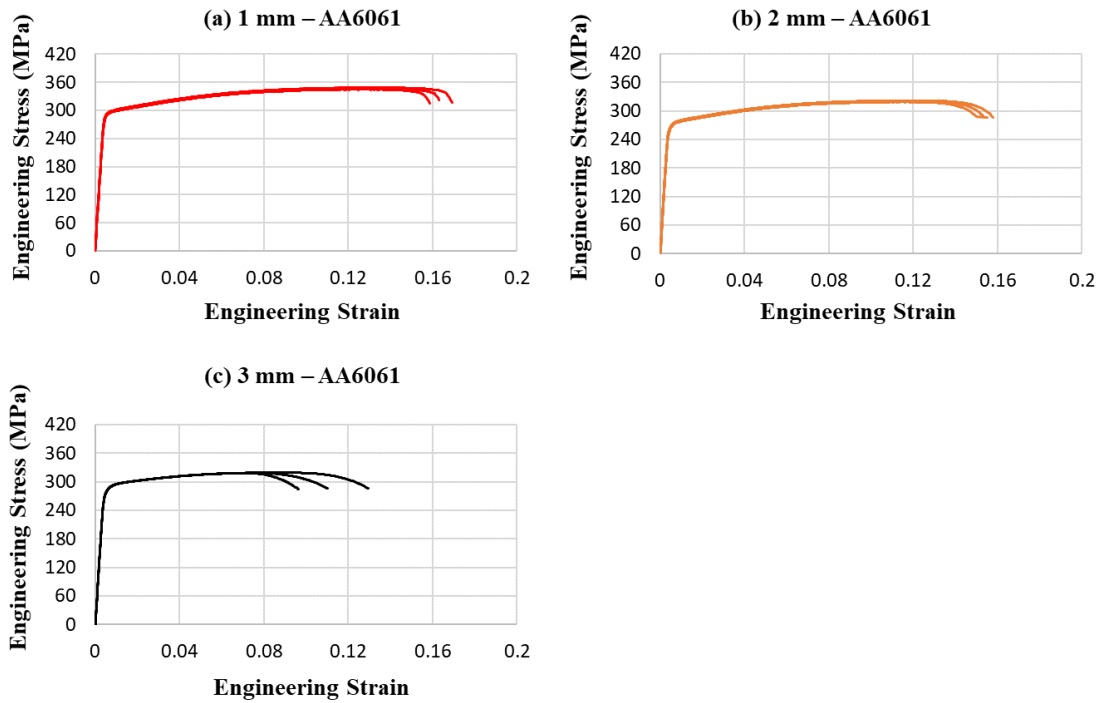 (a) 1 mm – AA6061
Engineering Stress (MPa)
420
360
300
240
180
120
60
0
0 0.04 0.08 0.12 0.16 0.2
Engineering Strain
(b) 2 mm – AA6061
Engineering Stress (MPa)
420
360
300
240
180
120
60
0
0 0.04 0.08 0.12 0.16 0.2
Engineering Strain
(c) 3 mm – AA6061
Engineering Stress (MPa)
420
360
300
240
180
120
60
0
0 0.04 0.08 0.12 0.16 0.2
Engineering Strain